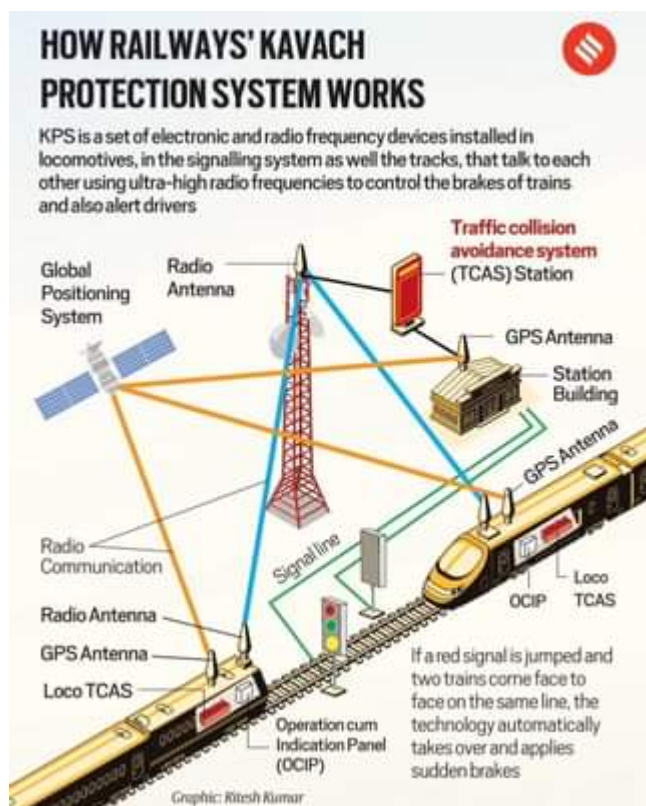 HOW RAILWAYS' KAVACH
PROTECTION SYSTEM WORKS
KPS is a set of electronic and radio frequency devices installed in
locomotives, in the signalling system as well the tracks, that talk to each
other using ultra-high radio frequencies to control the brakes of trains
and also alert drivers
Global
Positioning
System
Radio
Antenna
Traffic collision
avoidance system
(TCAS) Station
GPS Antenna
Station
Building
GPS Antenna
Radio
Communication
Signal line
OCIP
Loco
TCAS
Radio Antenna
GPS Antenna
Loco TCAS
Operation cum
Indication Panel
(OCIP)
If a red signal is jumped and
two trains come face to
face on the same line, the
technology automatically
takes over and applies
sudden brakes
Graphic: Ritesh Kumar